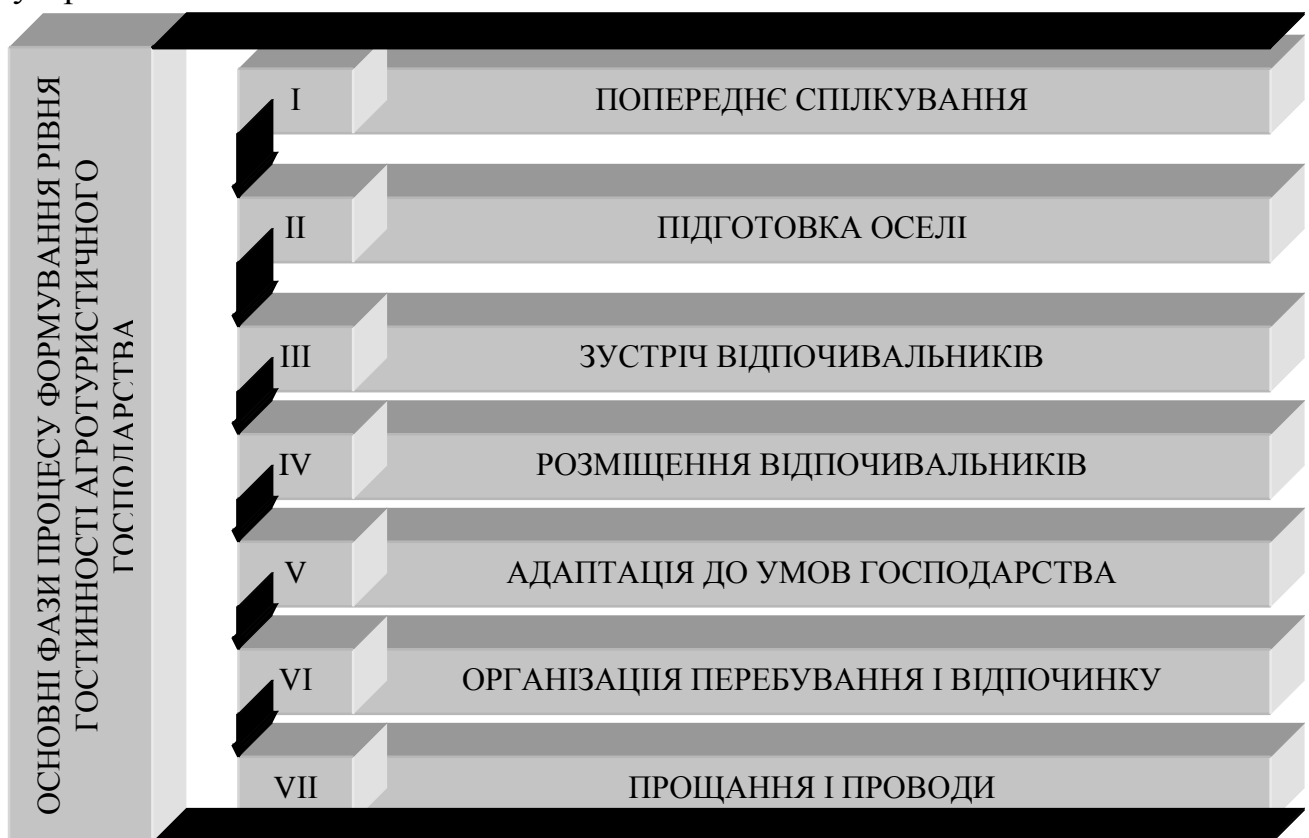 ОСНОВНІ ФАЗИ ПРОЦЕСУ ФОРМУВАННЯ РІВНЯ
ГОСТИННОСТІ АГРОТУРИСТИЧНОГО
ГОСПОДАРСТВА
I ПОПЕРЕДНЄ СПІЛКУВАННЯ
II ПІДГОТОВКА ОСЕЛІ
III ЗУСТРІЧ ВІДПОЧИВАЛЬНИКІВ
IV РОЗМІЩЕННЯ ВІДПОЧИВАЛЬНИКІВ
V АДАПТАЦІЯ ДО УМОВ ГОСПОДАРСТВА
VI ОРГАНІЗАЦІІЯ ПЕРЕБУВАННЯ І ВІДПОЧИНКУ
VII ПРОЩАННЯ І ПРОВОДИ